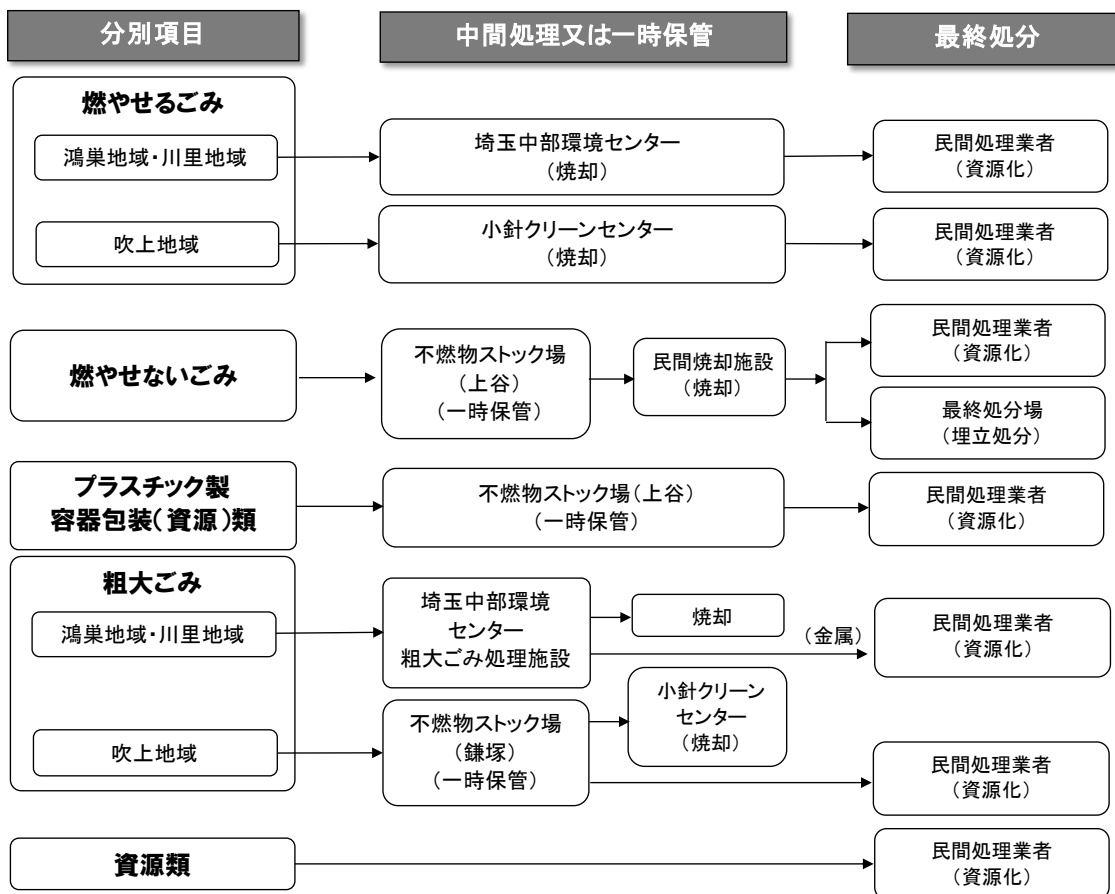 分別項目
中間処理又は一時保管
最終処分
燃やせるごみ
鴻巣地域・川里地域
埼玉中部環境センター
（焼却）
民間処理業者
（資源化）
吹上地域
小針クリーンセンター
（焼却）
民間処理業者
（資源化）
燃やせないごみ
不燃物ストック場
（上谷）
（一時保管）
民間焼却施設
（焼却）
民間処理業者
（資源化）
最終処分場
（埋立処分）
プラスチック製
容器包装（資源）類
不燃物ストック場（上谷）
（一時保管）
民間処理業者
（資源化）
粗大ごみ
鴻巣地域・川里地域
埼玉中部環境
センター
粗大ごみ処理施設
焼却
（金属）
民間処理業者
（資源化）
吹上地域
不燃物ストック場
（鎌塚）
（一時保管）
小針クリーン
センター
（焼却）
民間処理業者
（資源化）
資源類
民間処理業者
（資源化）